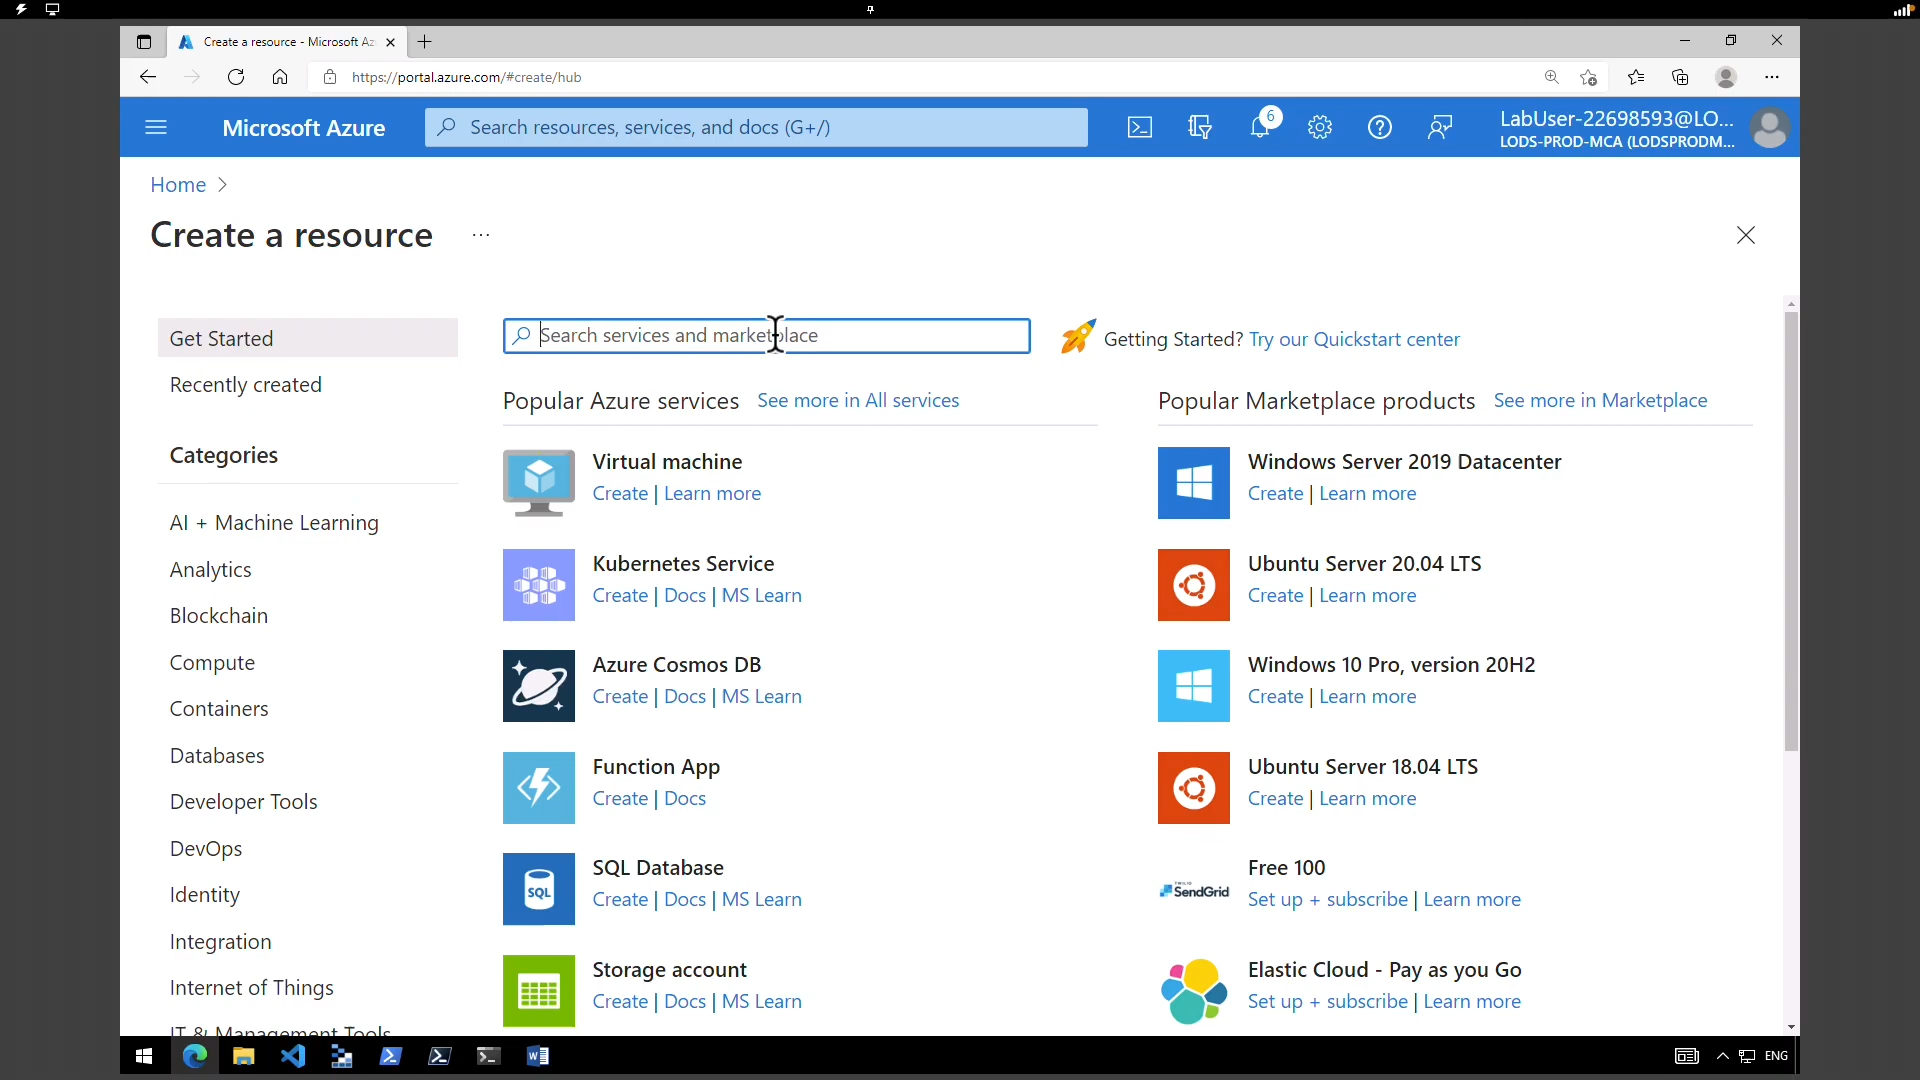 Create a resource - Microsoft Az
https://portal.azure.com/#create/hub
Microsoft Azure
Search resources, services, and docs (G+/)
6
LabUser-22698593@LO...
LODS-PROD-MCA (LODSPRODM...
Home
Create a resource
...
Get Started
Recently created
Categories
AI + Machine Learning
Analytics
Blockchain
Compute
Containers
Databases
Developer Tools
DevOps
Identity
Integration
Internet of Things
IT & Management Tools
Search services and marketplace
Getting Started? Try our Quickstart center
Popular Azure services See more in All services
Virtual machine
Create | Learn more
Kubernetes Service
Create | Docs | MS Learn
Azure Cosmos DB
Create | Docs | MS Learn
Function App
Create | Docs
SQL
SQL Database
Create | Docs | MS Learn
Storage account
Create | Docs | MS Learn
Popular Marketplace products See more in Marketplace
Windows Server 2019 Datacenter
Create | Learn more
Ubuntu Server 20.04 LTS
Create | Learn more
Windows 10 Pro, version 20H2
Create | Learn more
Ubuntu Server 18.04 LTS
Create | Learn more
SendGrid
Free 100
Set up + subscribe | Learn more
Elastic Cloud - Pay as you Go
Set up + subscribe | Learn more
ENG